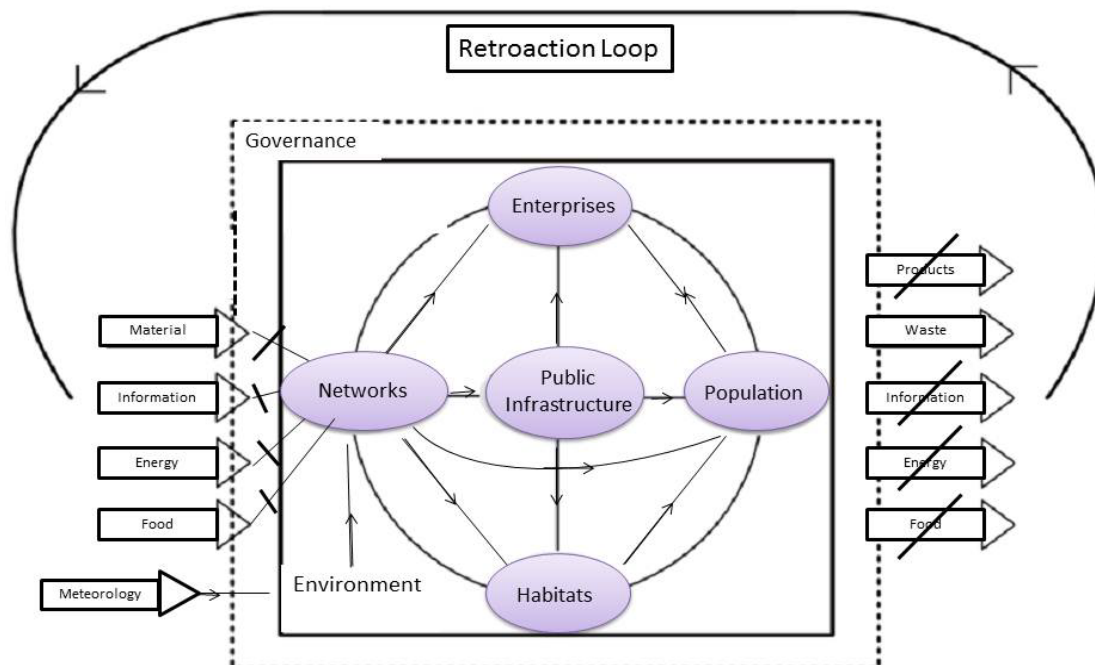 Retroaction Loop
Governance
Enterprises
Products
Material
Waste
Networks
Public
Infrastructure
Population
Information
Information
Energy
Energy
Food
Food
Environment
Habitats
Meteorology